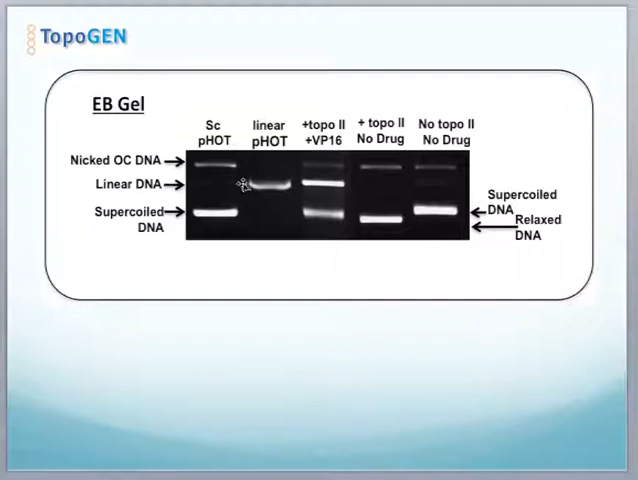 TopoGEN
EB Gel
Sc
pHOT
linear
pHOT
+topo II
+VP16
+ topo II
No Drug
No topo II
No Drug
Nicked OC DNA
Linear DNA
Supercoiled
DNA
Supercoiled
DNA
Relaxed
DNA